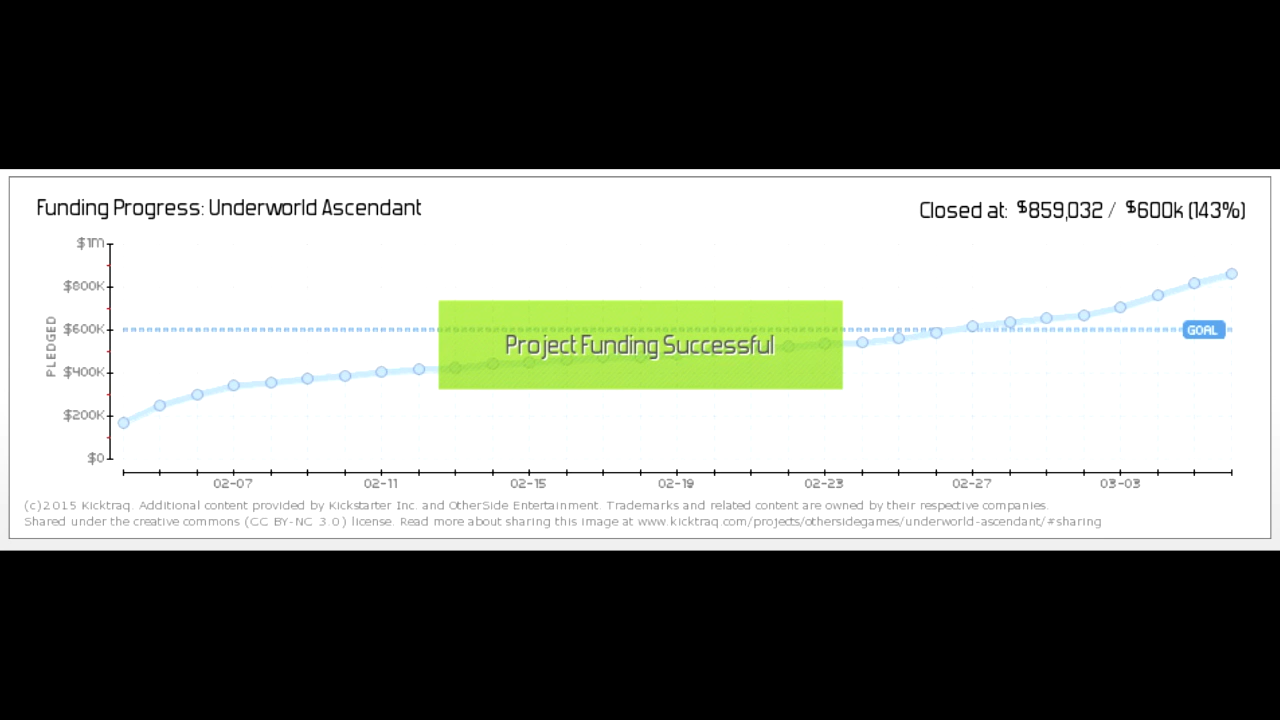 Funding Progress: Underworld Ascendant
Closed at: $859,032 / $600k (143%)
$1m
$800K
$600K
$400K
$200K
$0
PLEDGED
GOAL
Project Funding Successful
02-07
02-11
02-15
02-19
02-23
02-27
03-03
(c)2015 Kicktraq. Additional content provided by Kickstarter Inc. and OtherSide Entertainment. Trademarks and related content are owned by their respective companies.
Shared under the creative commons (CC BY-NC 3.0) license. Read more about sharing this image at www.kicktraq.com/projects/othersidegames/underworld-ascendant/#sharing